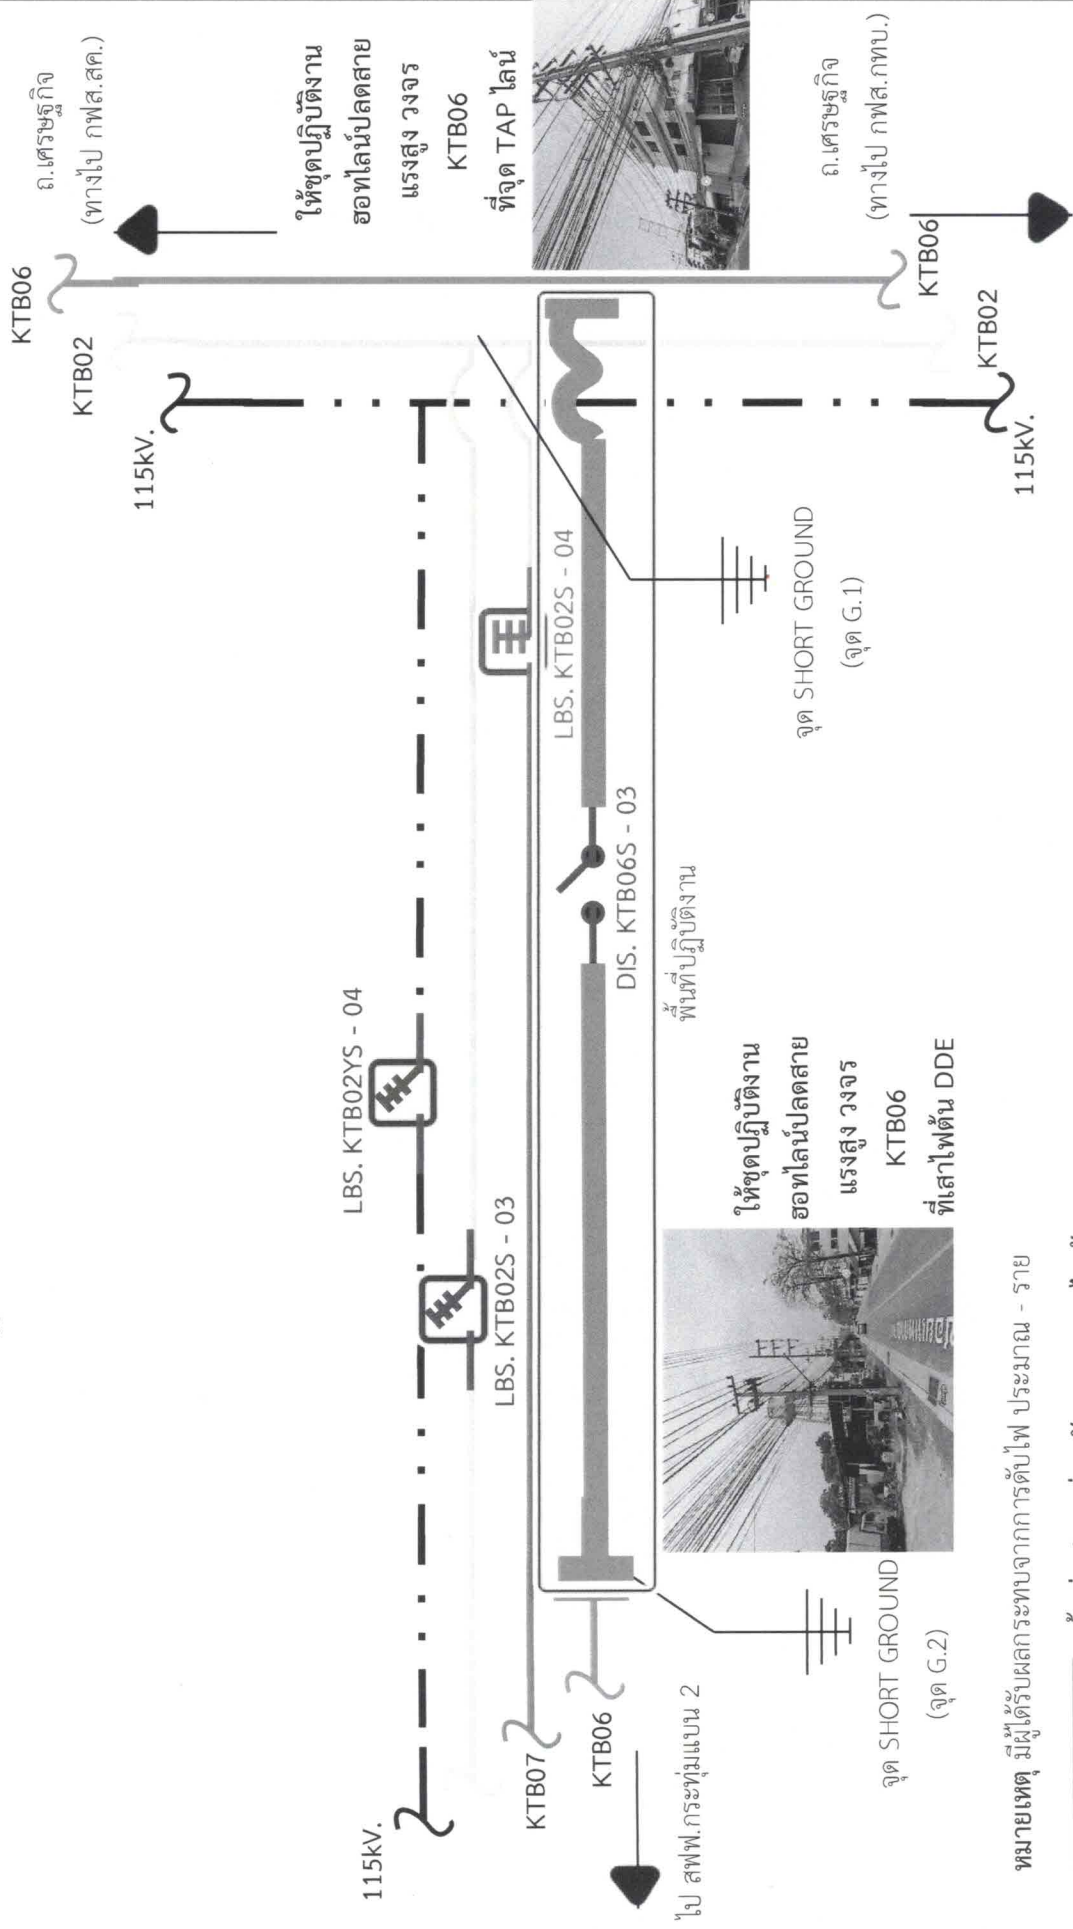 115kV.
KTB07
KTB06
ไป สฟฟ.กระทุ่มแบน 2
LBS. KTB02YS - 04
LBS. KTB02S - 03
LBS. KTB02S - 04
DIS. KTB06S - 03
พื้นที่ปฏิบัติงาน
115kV.
KTB02
KTB06
ถ.เศรษฐกิจ
(ทางไป กฟส.สค.)
ให้ชุดปฏิบัติงาน
ฮอทไลน์ปลดสาย
แรงสูง วงจร
KTB06
ที่จุด TAP ไลน์
ถ.เศรษฐกิจ
(ทางไป กฟส.กทบ.)
KTB06
KTB02
115kV.
จุด SHORT GROUND
(จุด G.1)
ให้ชุดปฏิบัติงาน
ฮอทไลน์ปลดสาย
แรงสูง วงจร
KTB06
ที่เสาไฟต้น DDE
จุด SHORT GROUND
(จุด G.2)
หมายเหตุ มีผู้ได้รับผลกระทบจากการดับไฟ ประมาณ - ราย